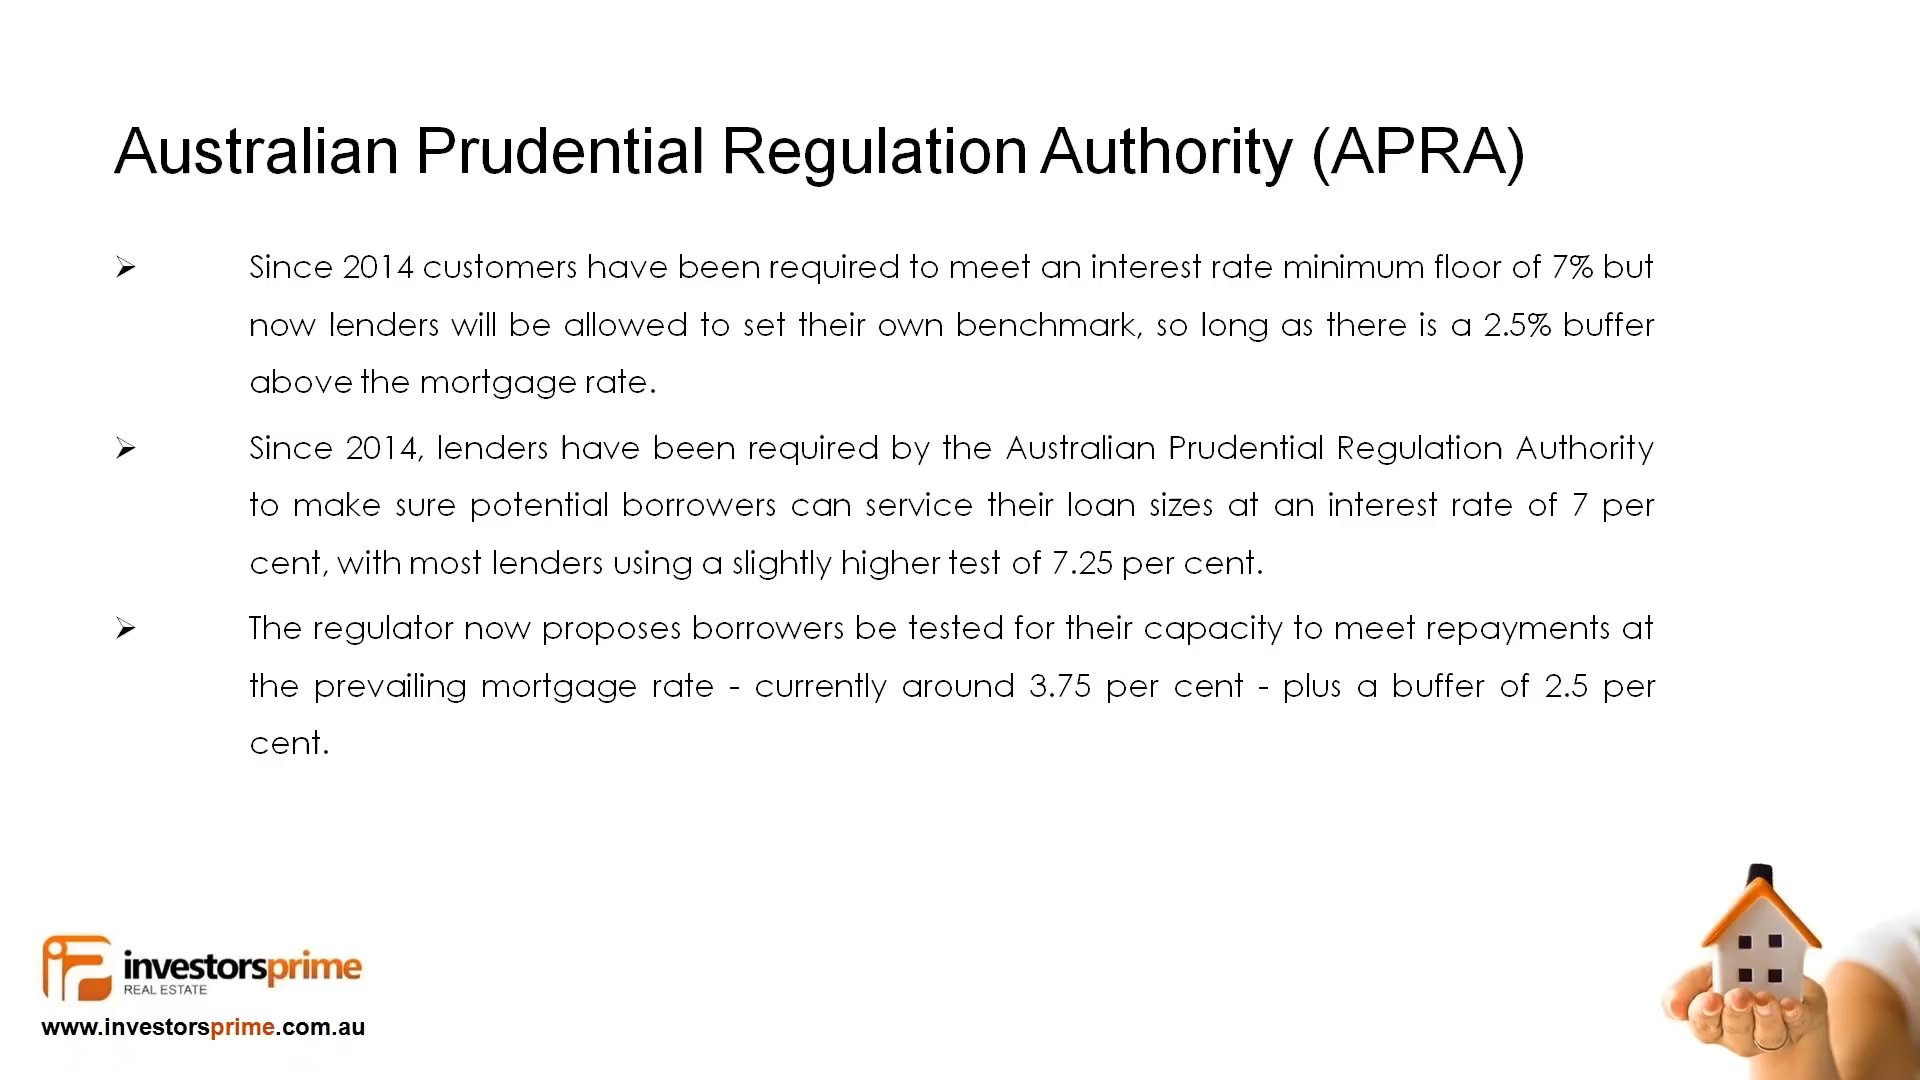 Australian Prudential Regulation Authority (APRA)
Since 2014 customers have been required to meet an interest rate minimum floor of 7% but
now lenders will be allowed to set their own benchmark, so long as there is a 2.5% buffer
above the mortgage rate.
Since 2014, lenders have been required by the Australian Prudential Regulation Authority
to make sure potential borrowers can service their loan sizes at an interest rate of 7 per
cent, with most lenders using a slightly higher test of 7.25 per cent.
The regulator now proposes borrowers be tested for their capacity to meet repayments at
the prevailing mortgage rate - currently around 3.75 per cent - plus a buffer of 2.5 per
cent.
investorsprime
REAL ESTATE
www.investorsprime.com.au